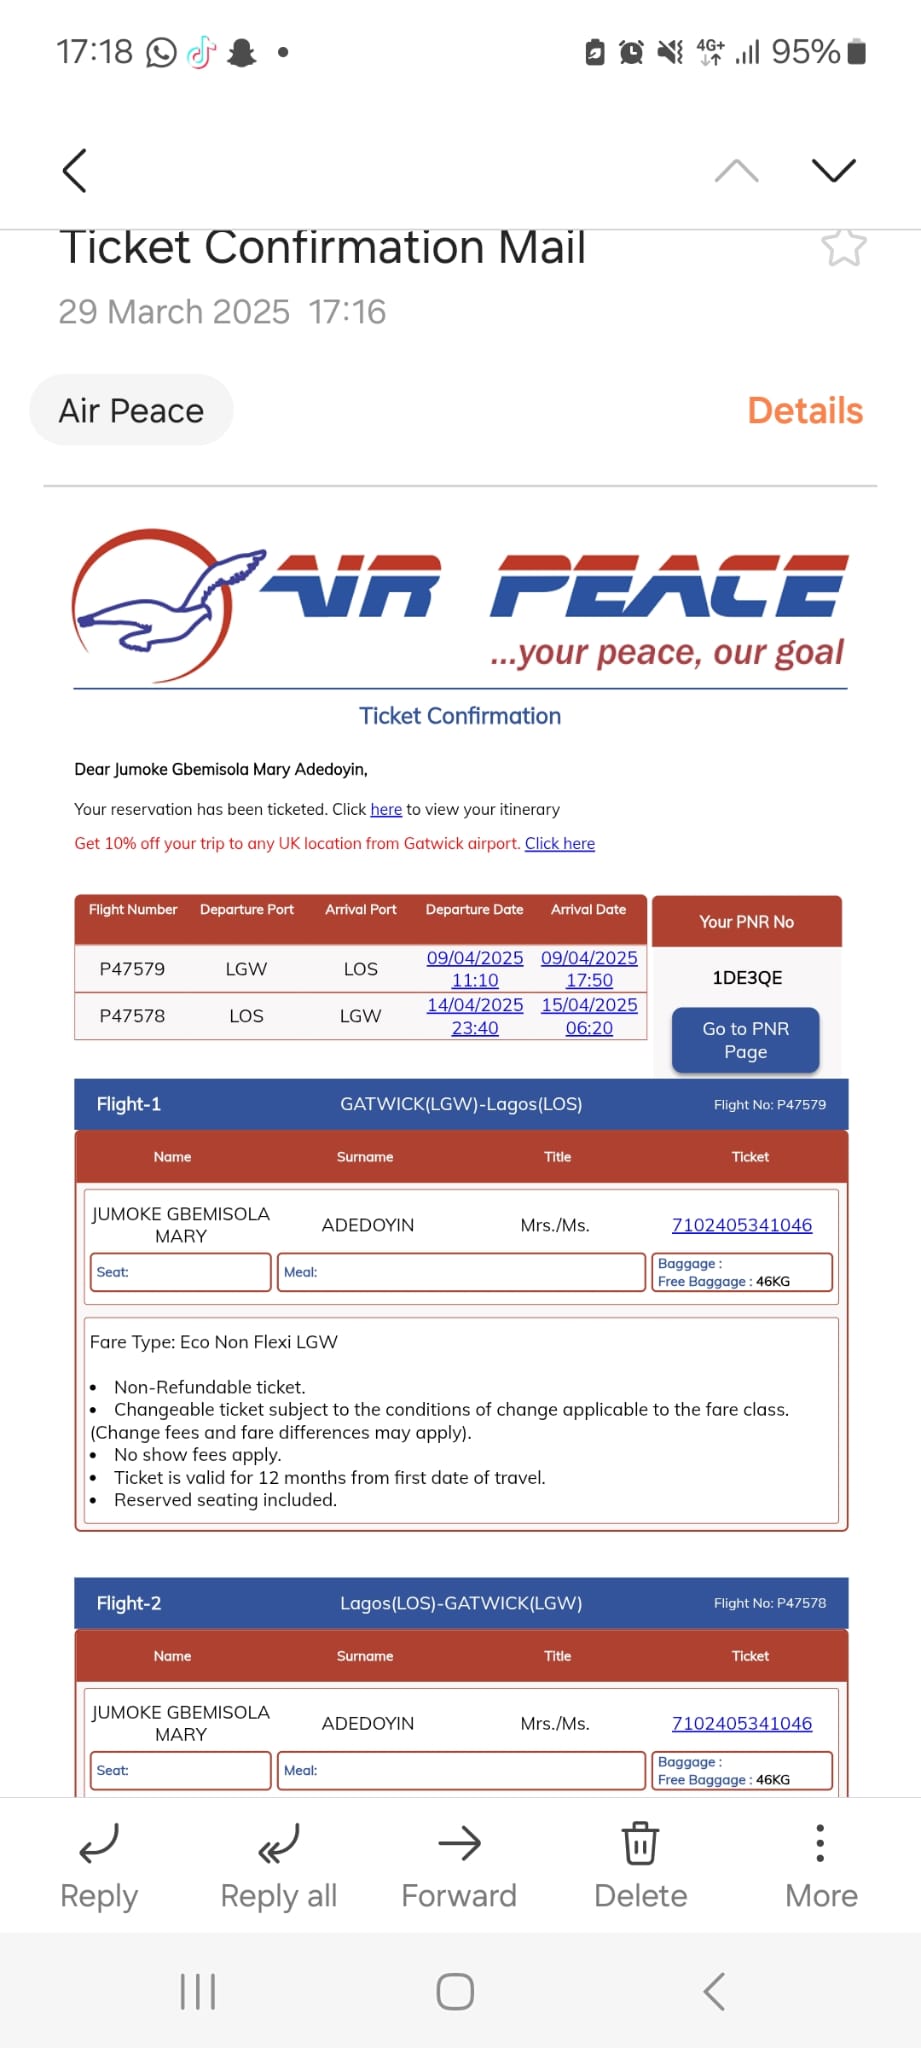 17:18
4G+ 95%
Ticket Confirmation Mail
29 March 2025 17:16
Air Peace
Details
AIR PEACE
...your peace, our goal
Ticket Confirmation
Dear Jumoke Gbemisola Mary Adedoyin,
Your reservation has been ticketed. Click here to view your itinerary
Get 10% off your trip to any UK location from Gatwick airport. Click here
Flight Number Departure Port Arrival Port Departure Date Arrival Date
P47579 LGW LOS 09/04/2025 11:10 09/04/2025 17:50
P47578 LOS LGW 14/04/2025 23:40 15/04/2025 06:20
Your PNR No
1DE3QE
Go to PNR
Page
Flight-1 GATWICK(LGW)-Lagos(LOS) Flight No: P47579
Name Surname Title Ticket
JUMOKE GBEMISOLA MARY ADEDOYIN Mrs./Ms. 7102405341046
Seat: Meal: Baggage :
Free Baggage : 46KG
Fare Type: Eco Non Flexi LGW
• Non-Refundable ticket.
• Changeable ticket subject to the conditions of change applicable to the fare class.
(Change fees and fare differences may apply).
• No show fees apply.
• Ticket is valid for 12 months from first date of travel.
• Reserved seating included.
Flight-2 Lagos(LOS)-GATWICK(LGW) Flight No: P47578
Name Surname Title Ticket
JUMOKE GBEMISOLA MARY ADEDOYIN Mrs./Ms. 7102405341046
Seat: Meal: Baggage :
Free Baggage : 46KG
Reply Reply all Forward Delete More